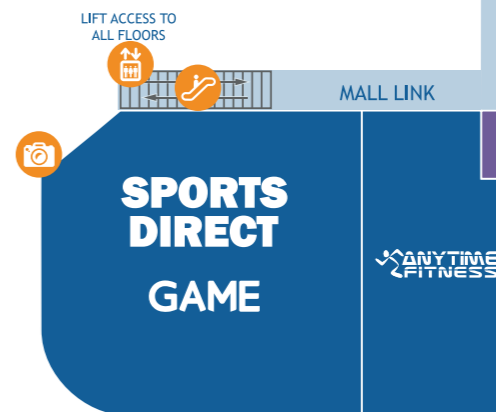 LIFT ACCESS TO
ALL FLOORS
MALL LINK
SPORTS
DIRECT
GAME
ANYTIME
FITNESS